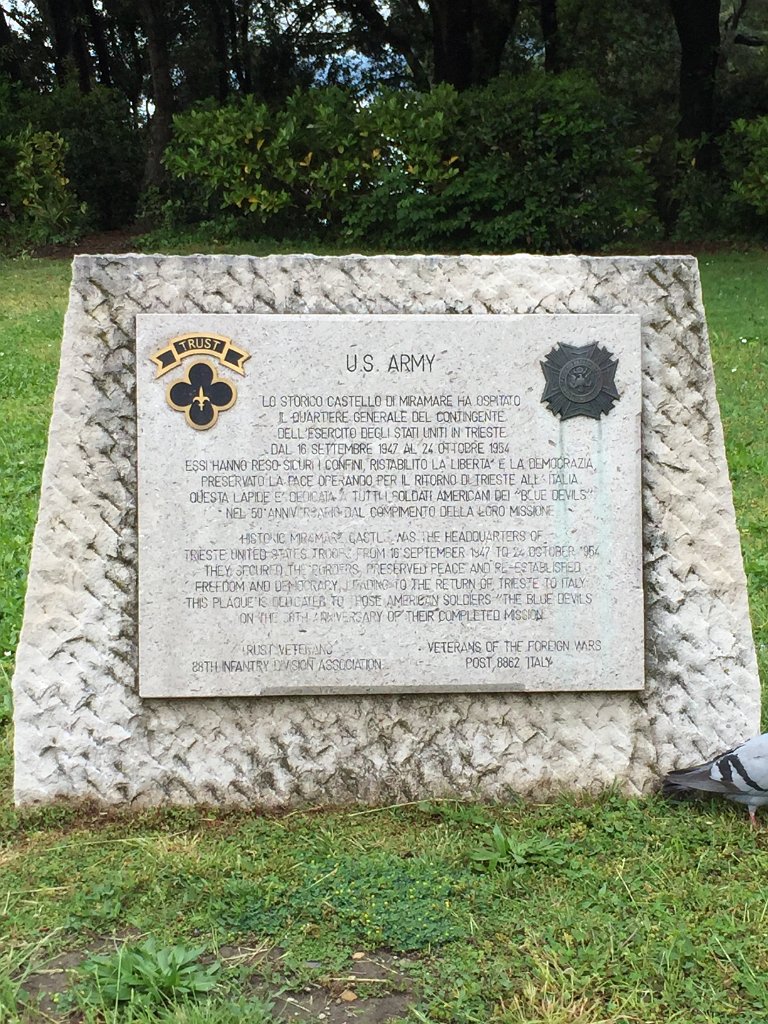 TRUST
U.S. ARMY
LO STORICO CASTELLO DI MIRAMARE HA OSPITATO
IL QUARTIERE GENERALE DEL CONTINGENTE
DELL'ESERCITO DEGLI STATI UNITI IN TRIESTE
DAL 16 SETTEMBRE 1947 AL 24 OTTOBRE 1954
ESSI HANNO RESO SICURI I CONFINI, RISTABILITO LA LIBERTA' E LA DEMOCRAZIA,
PRESERVATO LA PACE OPERANDO PER IL RITORNO DI TRIESTE ALL'ITALIA
QUESTA LAPIDE E' DEDICATA A TUTTI I SOLDATI AMERICANI DEI "BLUE DEVILS"
NEL 50° ANNIVERSARIO DAL COMPIMENTO DELLA LORO MISSIONE
HISTORIC MIRAMARE CASTLE WAS THE HEADQUARTERS OF
TRIESTE UNITED STATES TROOPS FROM 16 SEPTEMBER 1947 TO 24 OCTOBER 1954
THEY SECURED THE BORDERS, PRESERVED PEACE AND RE-ESTABLISHED
FREEDOM AND DEMOCRACY, LEADING TO THE RETURN OF TRIESTE TO ITALY
THIS PLAQUE IS DEDICATED TO THOSE AMERICAN SOLDIERS "THE BLUE DEVILS
ON THE 50TH ANNIVERSARY OF THEIR COMPLETED MISSION
TRUST VETERANS
88TH INFANTRY DIVISION ASSOCIATION
VETERANS OF THE FOREIGN WARS
POST 8862, ITALY